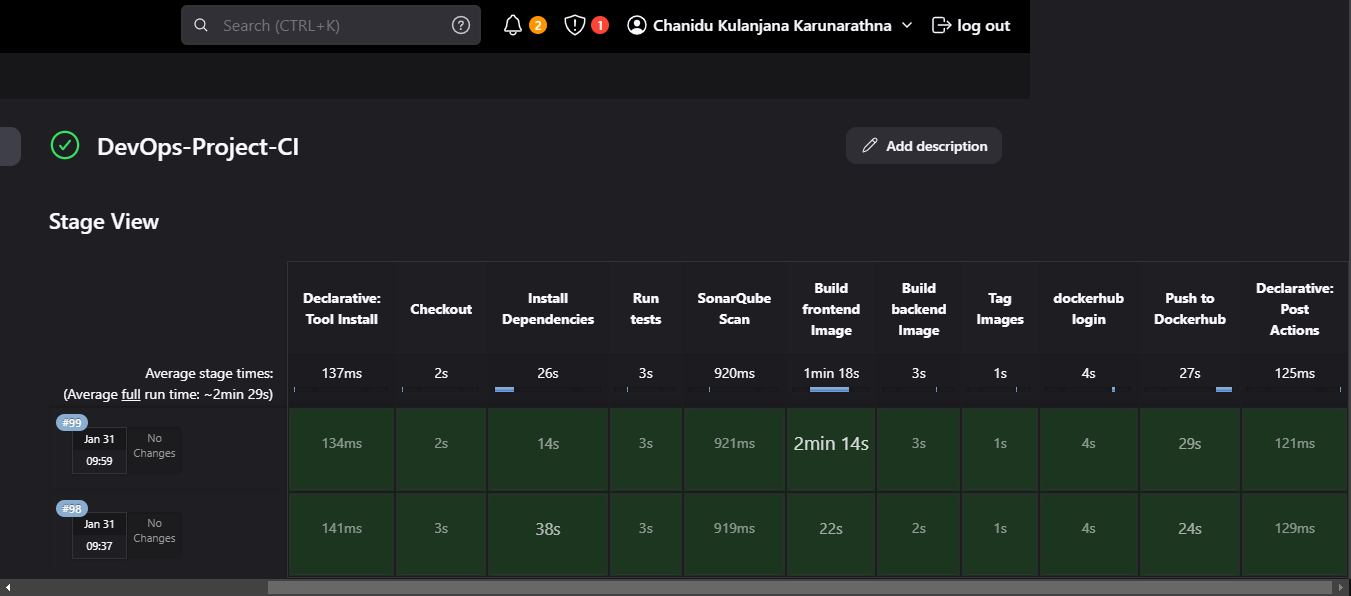 Search (CTRL+K)
?
2
1
Chanidu Kulanjana Karunarathna
log out
DevOps-Project-CI
Add description
Stage View
Declarative: Tool Install
Checkout
Install Dependencies
Run tests
SonarQube Scan
Build frontend Image
Build backend Image
Tag Images
dockerhub login
Push to Dockerhub
Declarative: Post Actions
Average stage times:
(Average full run time: ~2min 29s)
137ms
2s
26s
3s
920ms
1min 18s
3s
1s
4s
27s
125ms
#99
Jan 31
09:59
No Changes
134ms
2s
14s
3s
921ms
2min 14s
3s
1s
4s
29s
121ms
#98
Jan 31
09:37
No Changes
141ms
3s
38s
3s
919ms
22s
2s
1s
4s
24s
129ms